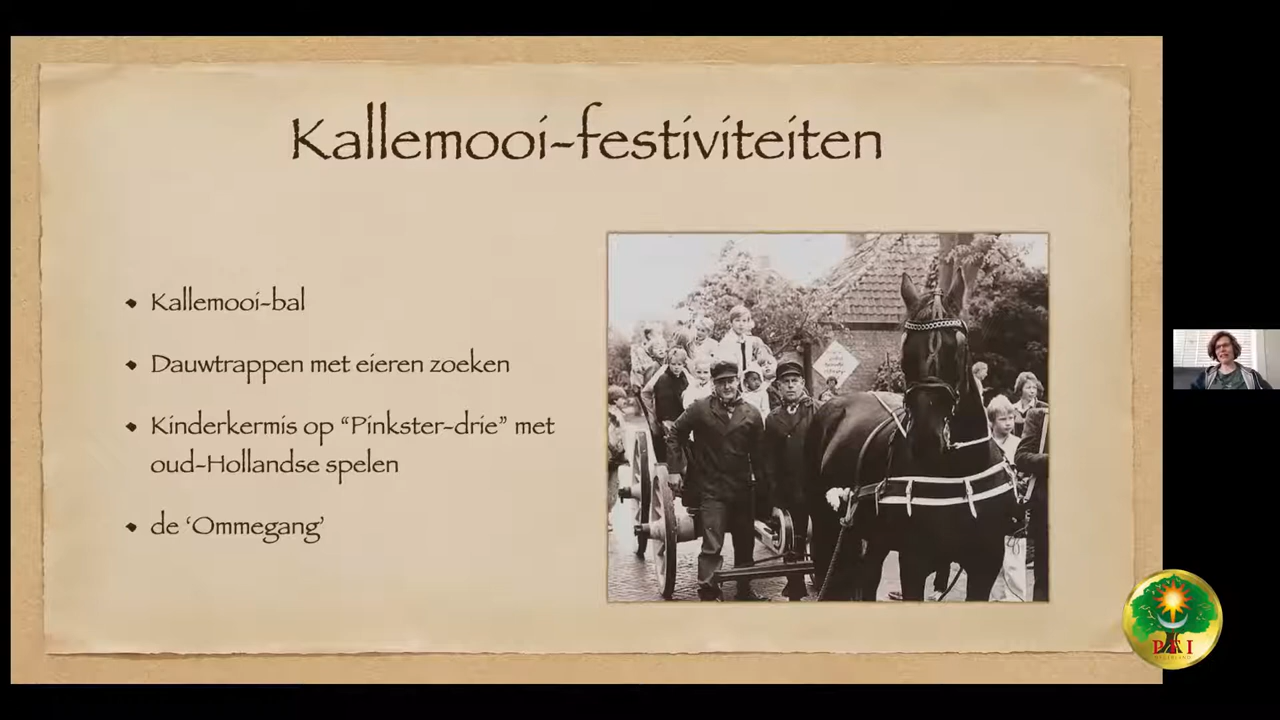 Kallemooi-festiviteiten
Kallemooi-bal
Dauwtrappen met eieren zoeken
Kinderkermis op “Pinkster-drie” met
oud-Hollandse spelen
de ‘Ommegang’